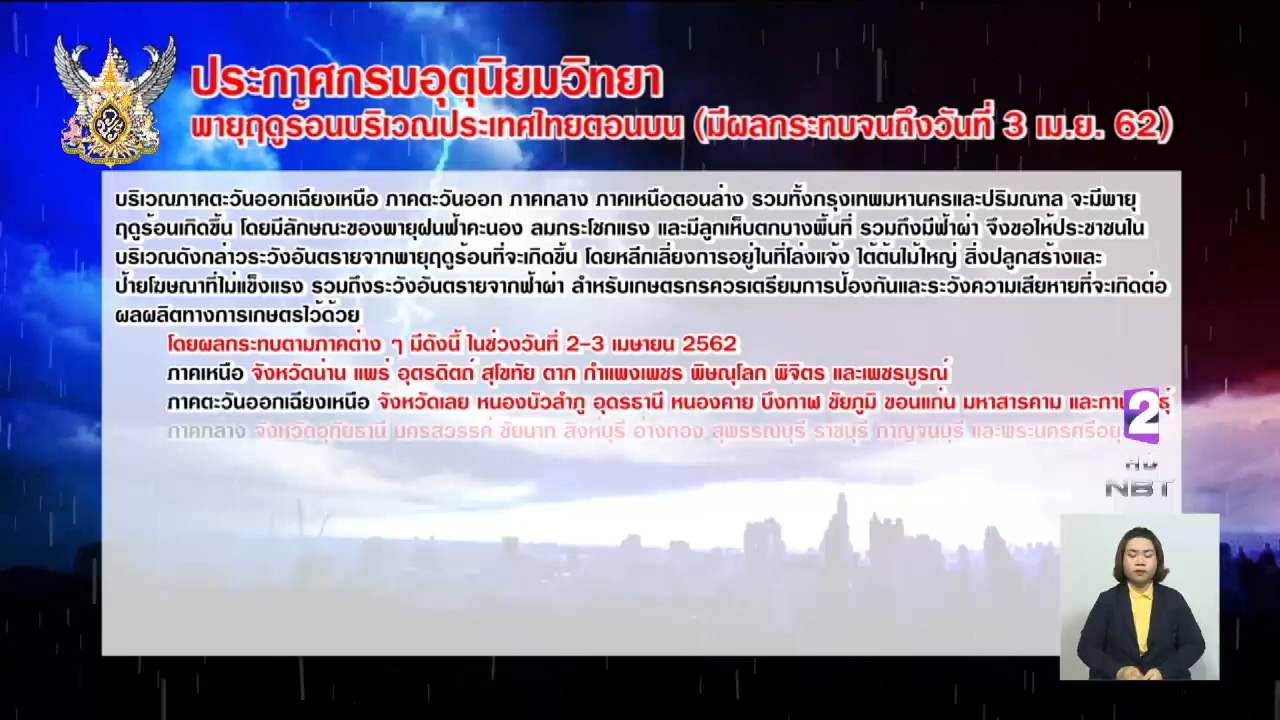 ประกาศกรมอุตุนิยมวิทยา
พายุฤดูร้อนบริเวณประเทศไทยตอนบน (มีผลกระทบจนถึงวันที่ 3 เม.ย. 62)
บริเวณภาคตะวันออกเฉียงเหนือ ภาคตะวันออก ภาคกลาง ภาคเหนือตอนล่าง รวมทั้งกรุงเทพมหานครและปริมณฑล จะมีพายุ
ฤดูร้อนเกิดขึ้น โดยมีลักษณะของพายุฝนฟ้าคะนอง ลมกระโชกแรง และมีลูกเห็บตกบางพื้นที่ รวมถึงมีฟ้าผ่า จึงขอให้ประชาชนใน
บริเวณดังกล่าวระวังอันตรายจากพายุฤดูร้อนที่จะเกิดขึ้น โดยหลีกเลี่ยงการอยู่ในที่โล่งแจ้ง ใต้ต้นไม้ใหญ่ สิ่งปลูกสร้างและ
ป้ายโฆษณาที่ไม่แข็งแรง รวมถึงระวังอันตรายจากฟ้าผ่า สำหรับเกษตรกรควรเตรียมการป้องกันและระวังความเสียหายที่จะเกิดต่อ
ผลผลิตทางการเกษตรไว้ด้วย
โดยผลกระทบตามภาคต่าง ๆ มีดังนี้ ในช่วงวันที่ 2-3 เมษายน 2562
ภาคเหนือ จังหวัดน่าน แพร่ อุตรดิตถ์ สุโขทัย ตาก กำแพงเพชร พิษณุโลก พิจิตร และเพชรบูรณ์
ภาคตะวันออกเฉียงเหนือ จังหวัดเลย หนองบัวลำภู อุดรธานี หนองคาย บึงกาฬ ชัยภูมิ ขอนแก่น มหาสารคาม
ภาคกลาง จังหวัดอุทัยธานี นครสวรรค์ ชัยนาท สิงห์บุรี อ่างทอง สุพรรณบุรี ราชบุรี กาญจนบุรี
2
HD
NBT